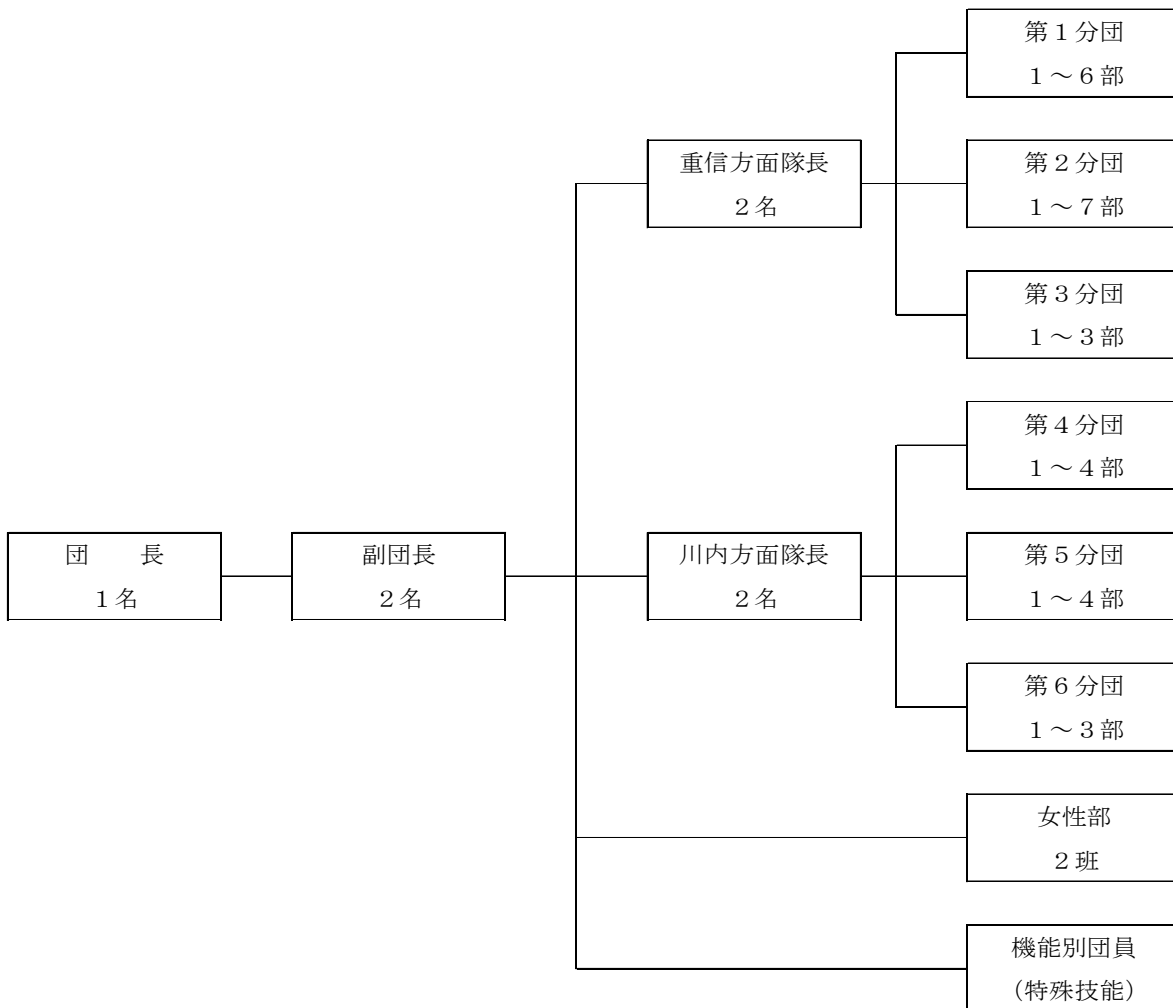 第１分団
１～６部
重信方面隊長
２名
第２分団
１～７部
第３分団
１～３部
第４分団
１～４部
団　　長
１名
副団長
２名
川内方面隊長
２名
第５分団
１～４部
第６分団
１～３部
女性部
２班
機能別団員
（特殊技能）